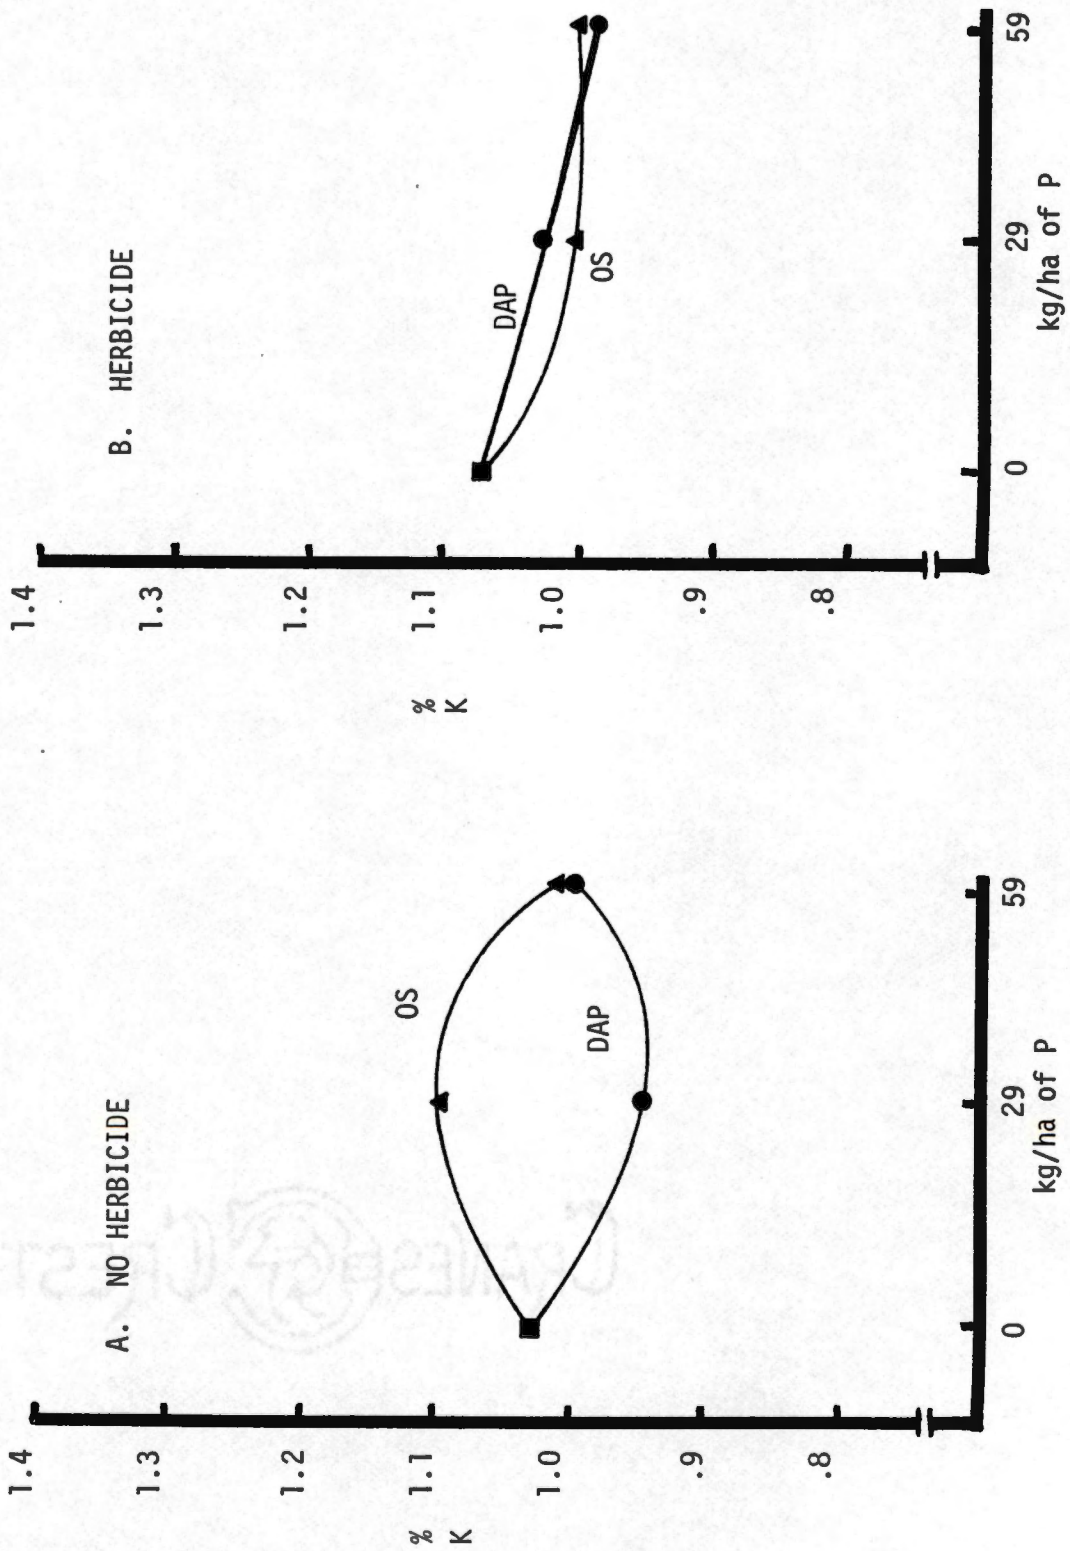 A. NO HERBICIDE
1.4
1.3
1.2
1.1
1.0
.9
.8
%
K
OS
DAP
0
29
59
kg/ha of P
B. HERBICIDE
1.4
1.3
1.2
1.1
1.0
.9
.8
%
K
DAP
OS
0
29
59
kg/ha of P